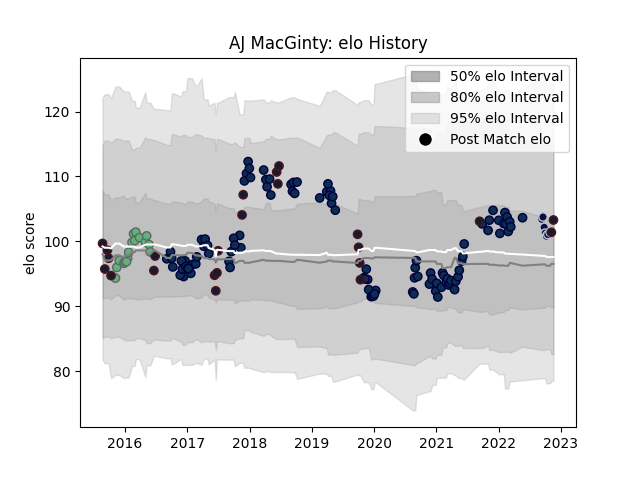 AJ MacGinty: elo History
50% elo Interval
80% elo Interval
95% elo Interval
Post Match elo
elo score
120
110
100
90
80
2016 2017 2018 2019 2020 2021 2022 2023